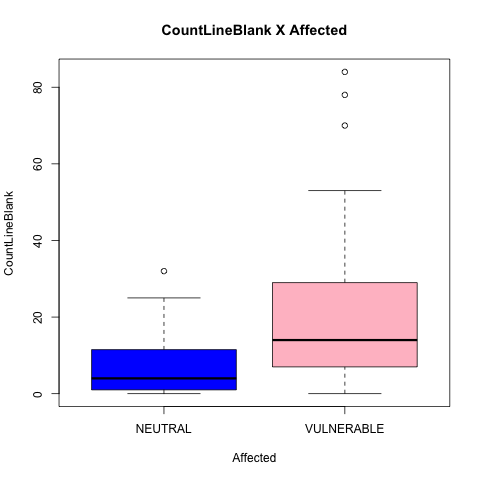 CountLineBlank X Affected
CountLineBlank
80
60
40
20
0
NEUTRAL
VULNERABLE
Affected